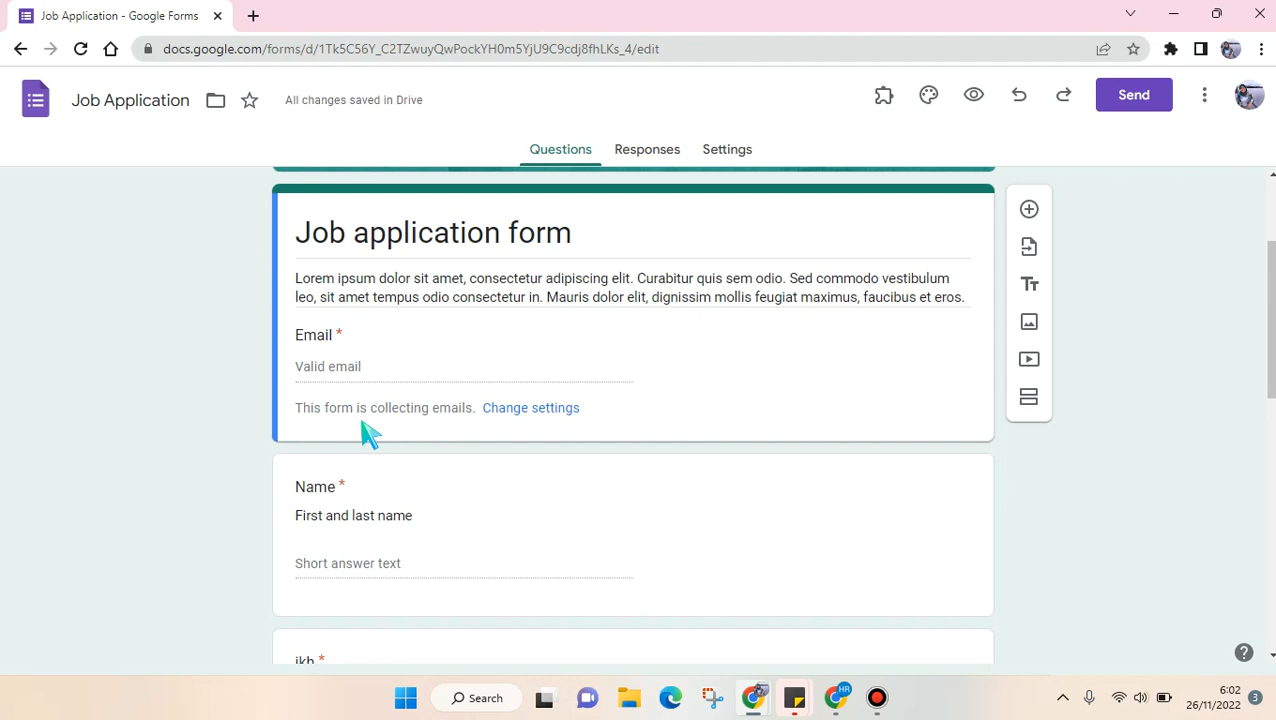 Job Application - Google Forms
docs.google.com/forms/d/1Tk5C56Y_C2TZwuyQwPockYH0m5YjU9C9cdj8fhLKs_4/edit
Job Application
All changes saved in Drive
Send
Questions
Responses
Settings
Job application form
Lorem ipsum dolor sit amet, consectetur adipiscing elit. Curabitur quis sem odio. Sed commodo vestibulum
leo, sit amet tempus odio consectetur in. Mauris dolor elit, dignissim mollis feugiat maximus, faucibus et eros.
Email *
Valid email
This form is collecting emails. Change settings
Name *
First and last name
Short answer text
jkh *
Search
HR
6:02
26/11/2022
3